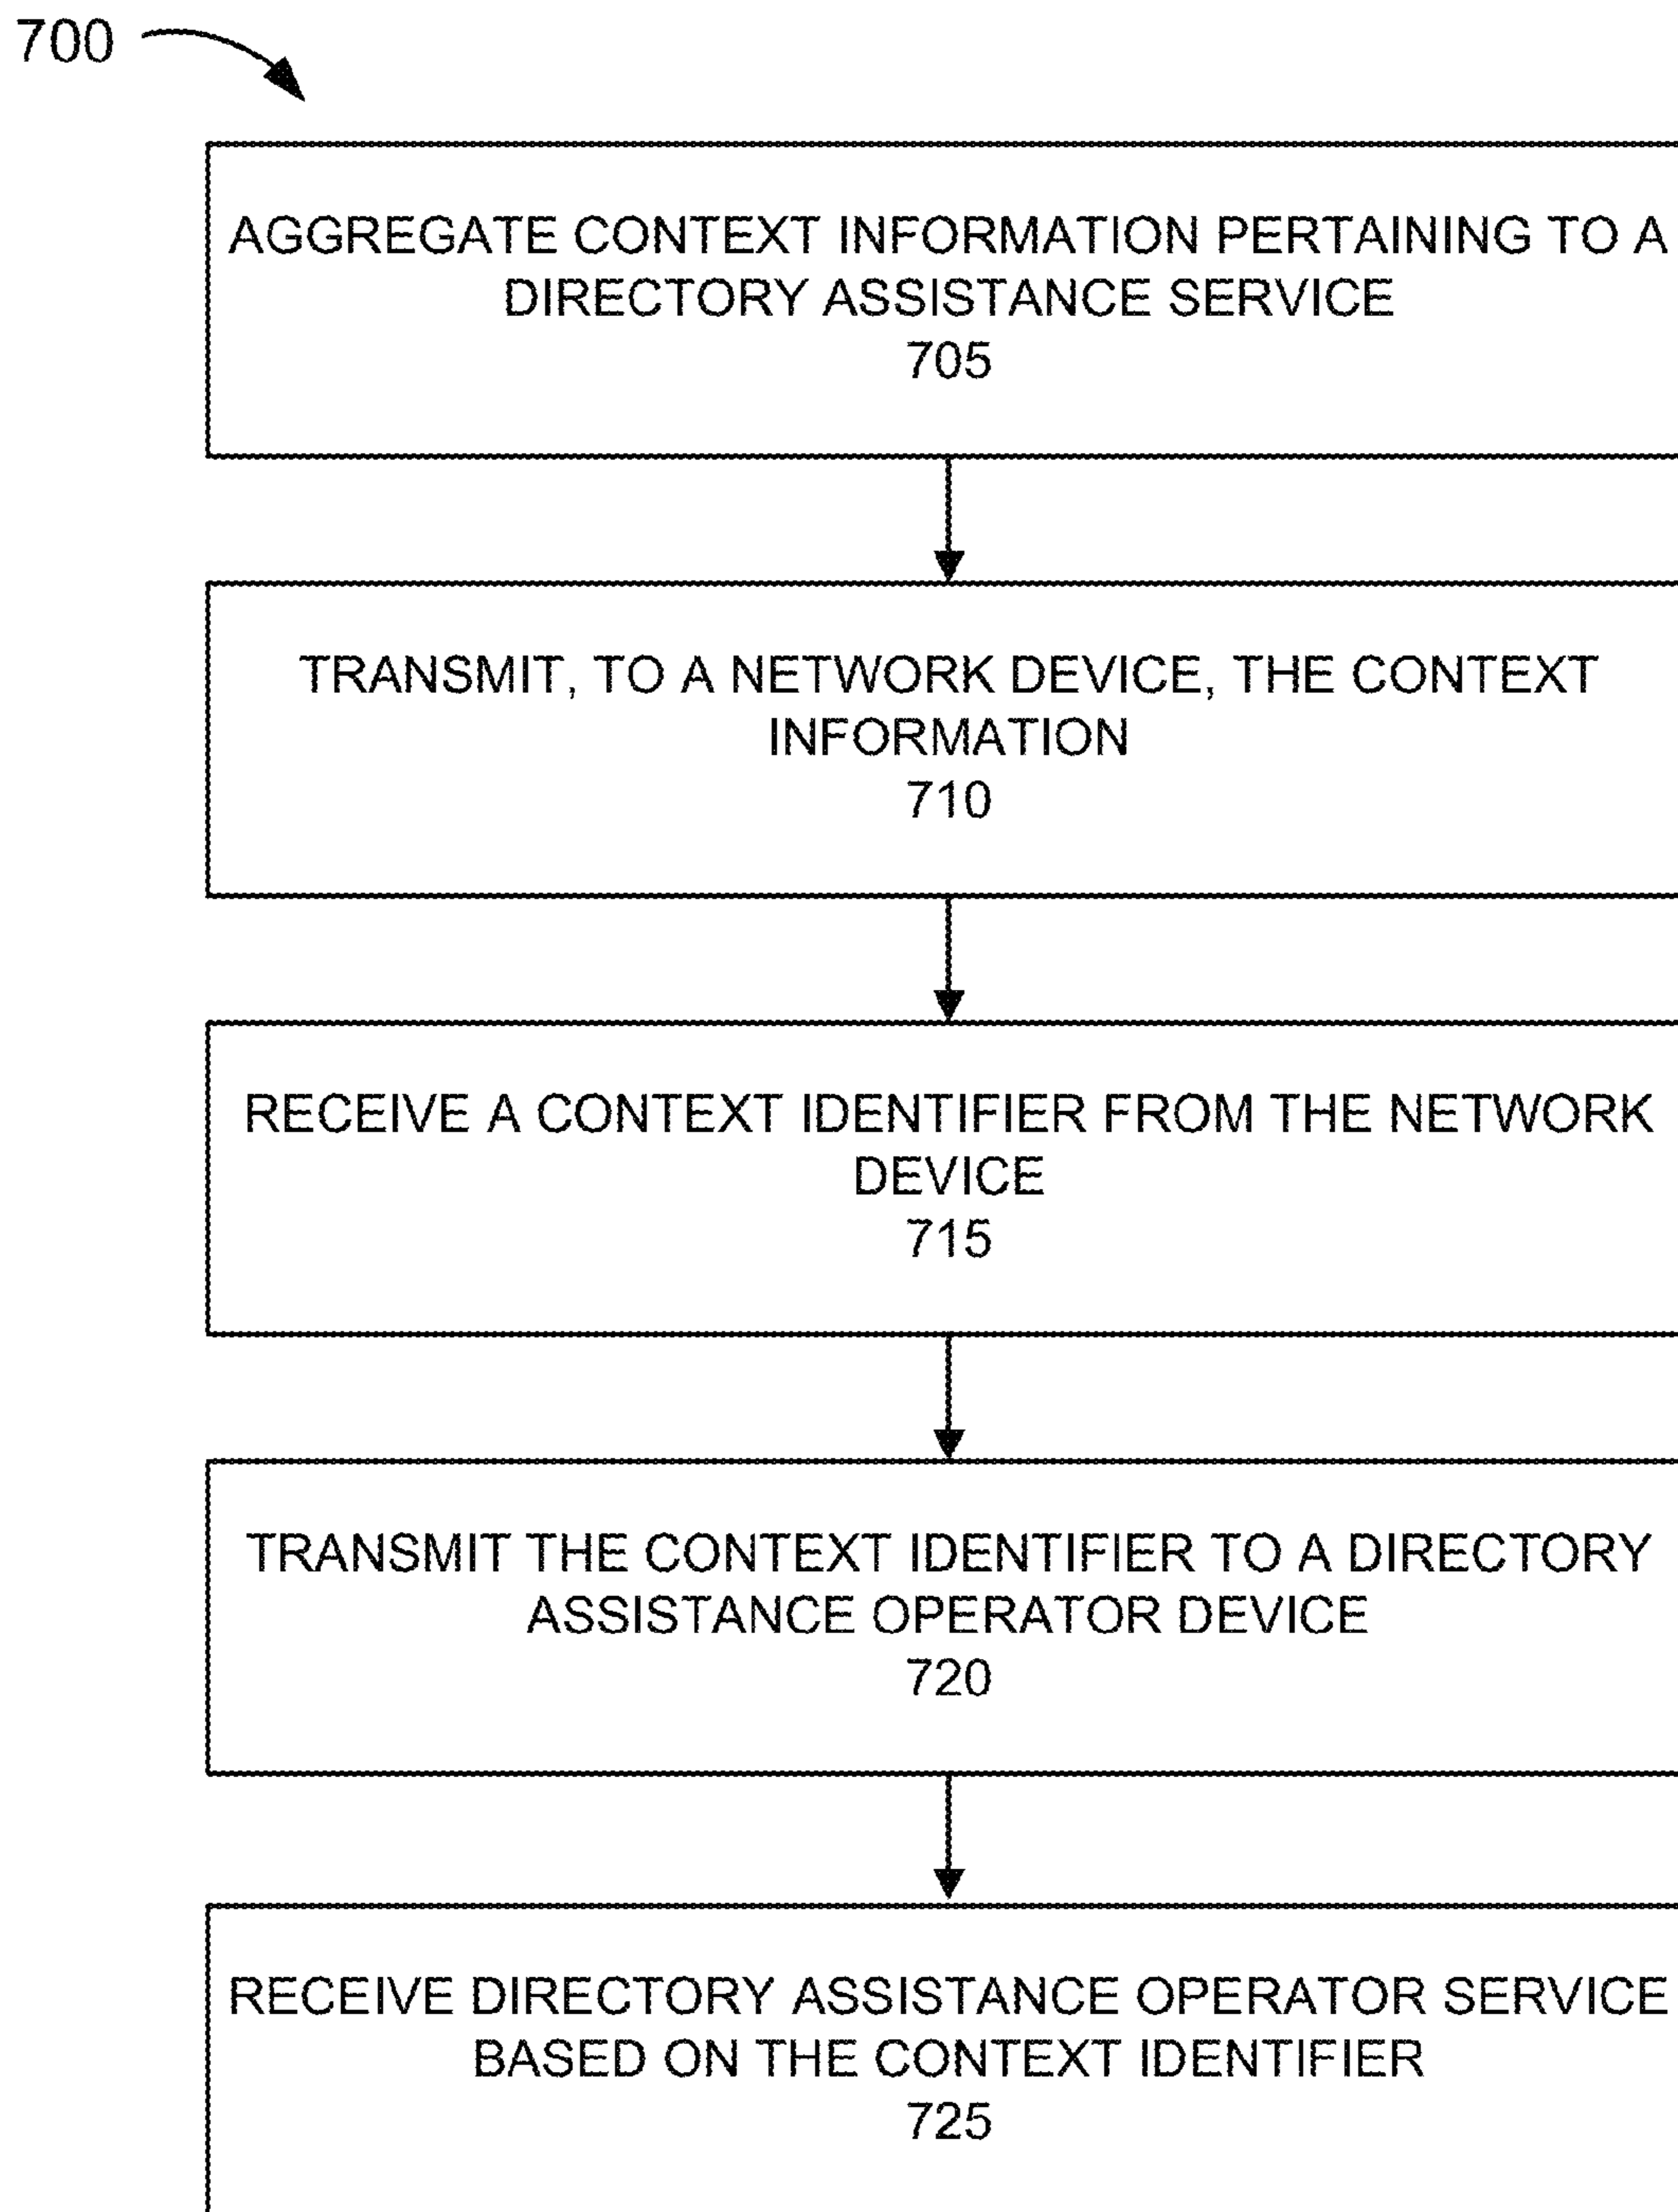 700
AGGREGATE CONTEXT INFORMATION PERTAINING TO A
DIRECTORY ASSISTANCE SERVICE
705
TRANSMIT, TO A NETWORK DEVICE, THE CONTEXT
INFORMATION
710
RECEIVE A CONTEXT IDENTIFIER FROM THE NETWORK
DEVICE
715
TRANSMIT THE CONTEXT IDENTIFIER TO A DIRECTORY
ASSISTANCE OPERATOR DEVICE
720
RECEIVE DIRECTORY ASSISTANCE OPERATOR SERVICE
BASED ON THE CONTEXT IDENTIFIER
725